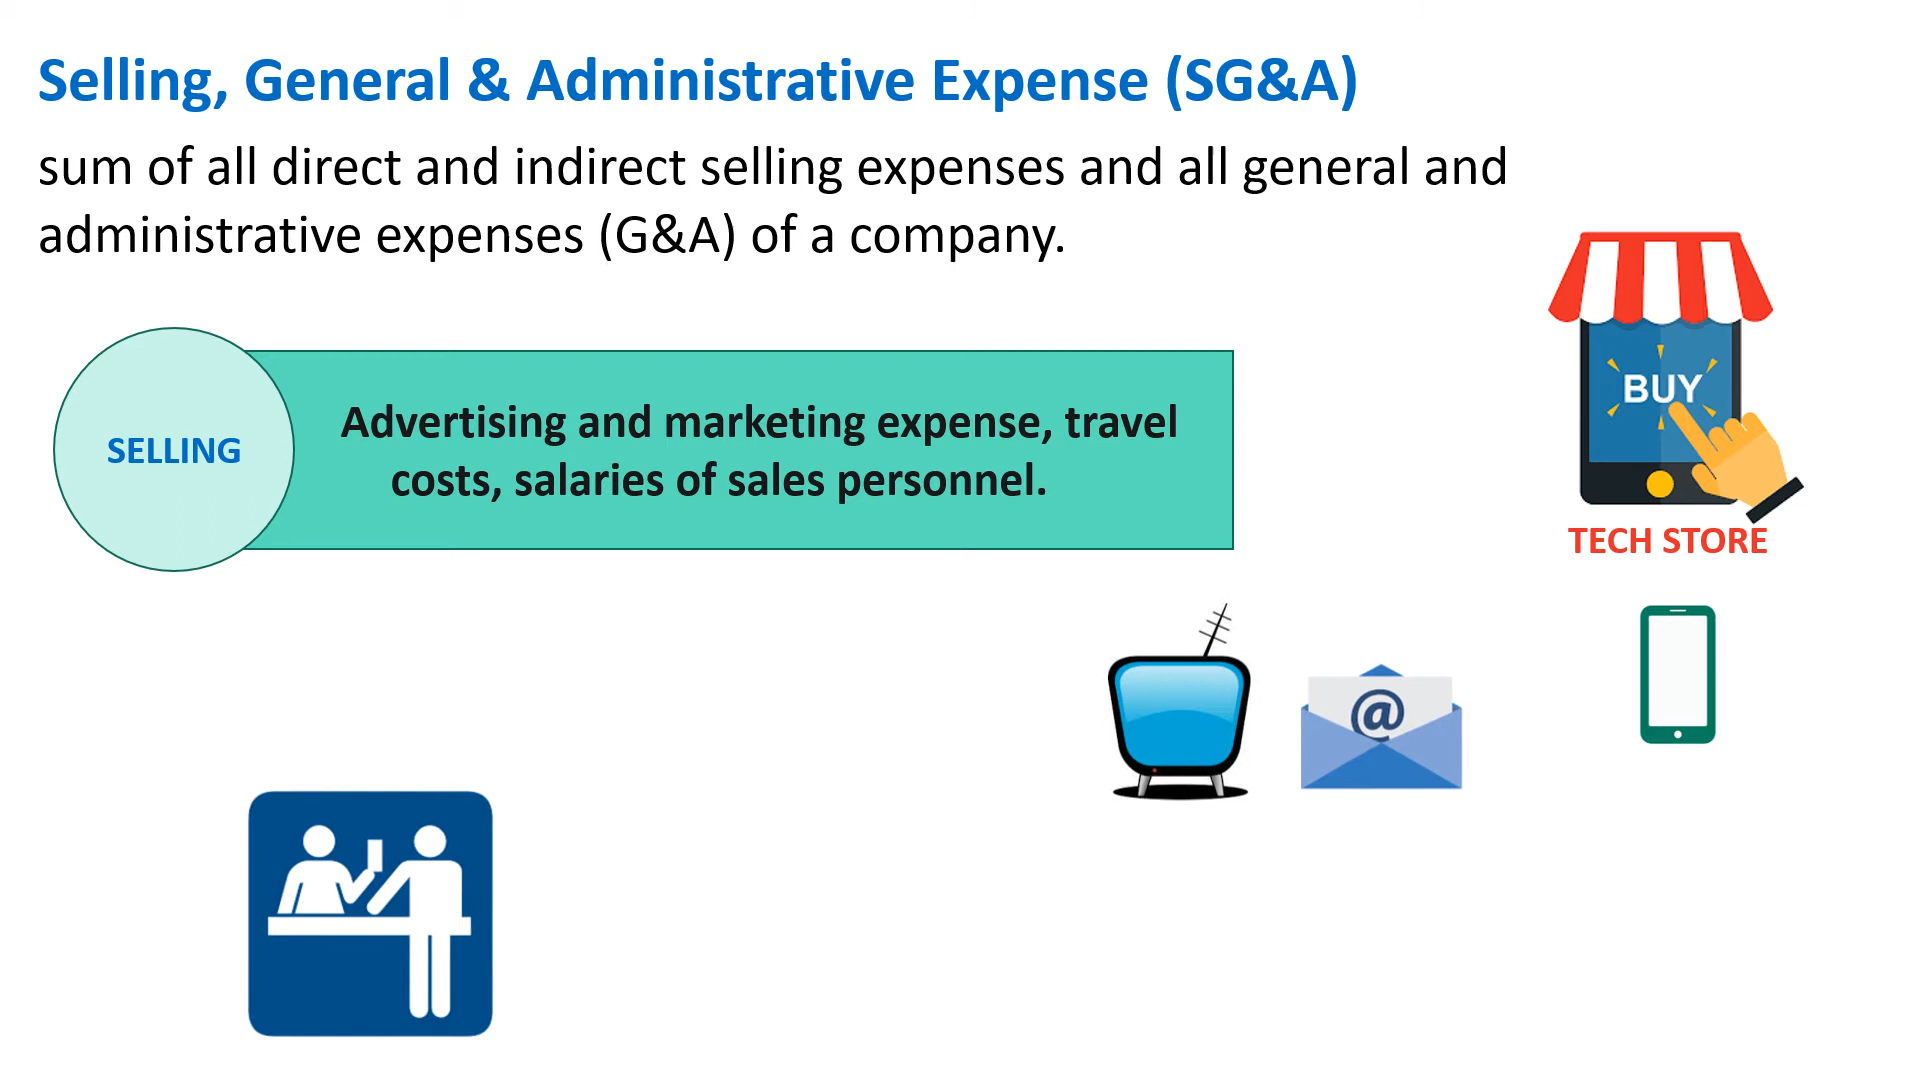 Selling, General & Administrative Expense (SG&A)
sum of all direct and indirect selling expenses and all general and
administrative expenses (G&A) of a company.
SELLING
Advertising and marketing expense, travel
costs, salaries of sales personnel.
BUY
TECH STORE
@